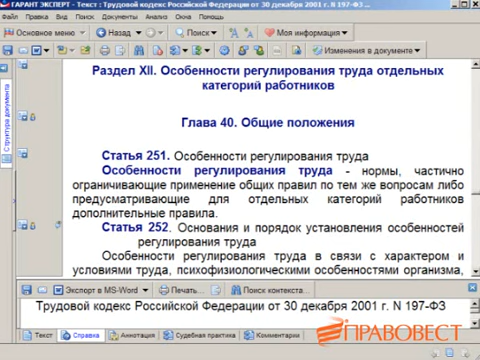 ГАРАНТ ЭКСПЕРТ - Текст : Трудовой кодекс Российской Федерации от 30 декабря 2001 г. N 197-ФЗ ...
Файл Правка Вид Поиск Документы Анализ Окна Помощь
Основное меню Назад Поиск Моя информация
Изменения в документе
Структура документа
Раздел XII. Особенности регулирования труда отдельных
категорий работников
Глава 40. Общие положения
Статья 251. Особенности регулирования труда
Особенности регулирования труда - нормы, частично
ограничивающие применение общих правил по тем же вопросам либо
предусматривающие для отдельных категорий работников
дополнительные правила.
Статья 252. Основания и порядок установления особенностей
регулирования труда
Особенности регулирования труда в связи с характером и
условиями труда, психофизиологическими особенностями организма,
Экспорт в MS-Word Печать... Поиск контекста...
Трудовой кодекс Российской Федерации от 30 декабря 2001 г. N 197-ФЗ
ПРАВОВЕСТ
Текст Справка Аннотация Судебная практика Комментарии